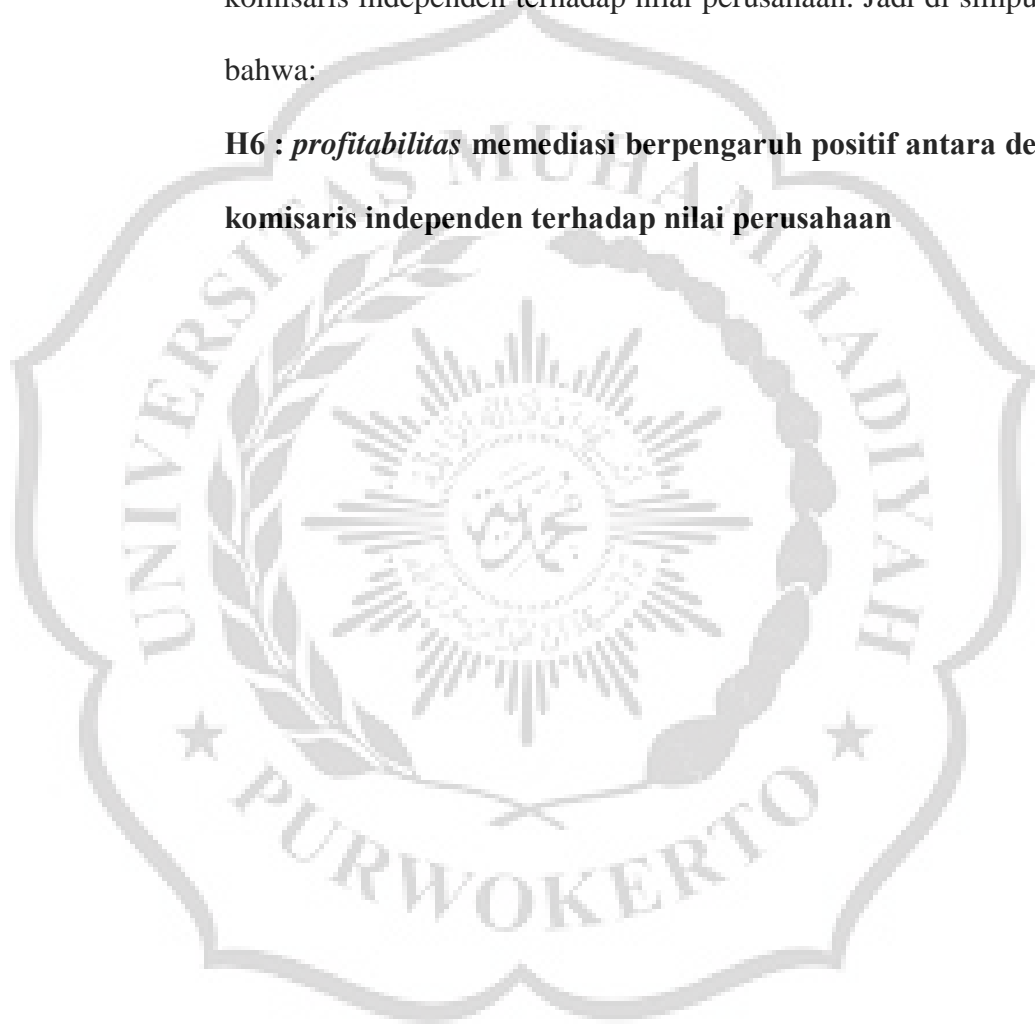 komisaris independen terhadap nilai perusahaan. Jadi di simpu
bahwa:
H6 : profitabilitas memediasi berpengaruh positif antara de
komisaris independen terhadap nilai perusahaan
UNIVERSITAS MUHAMMADIYAH
PURWOKERTO